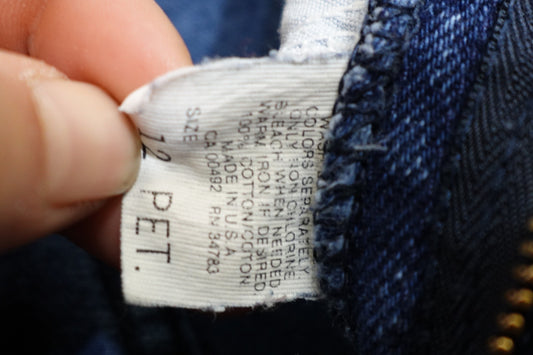 COLORS SEPARATELY
ONLY NON CHLORINE
BLEACH WHEN NEEDED
WARM IRON IF DESIRED.
100% COTTON/COTON
MADE IN U.S.A.
CA 00492 RN 34783
SIZE
12 PET.